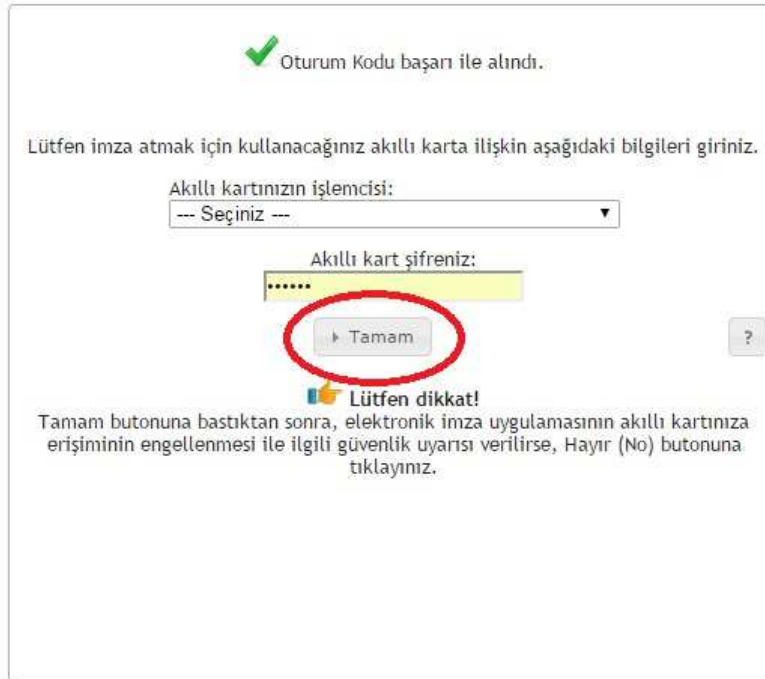 Oturum Kodu başarı ile alındı.
Lütfen imza atmak için kullanacağınız akıllı karta ilişkin aşağıdaki bilgileri giriniz.
Akıllı kartınızın işlemcisi:
--- Seçiniz ---
Akıllı kart şifreniz:
••••••
Tamam
?
Lütfen dikkat!
Tamam butonuna bastıktan sonra, elektronik imza uygulamasının akıllı kartınıza
erişiminin engellenmesi ile ilgili güvenlik uyarısı verilirse, Hayır (No) butonuna
tıklayınız.